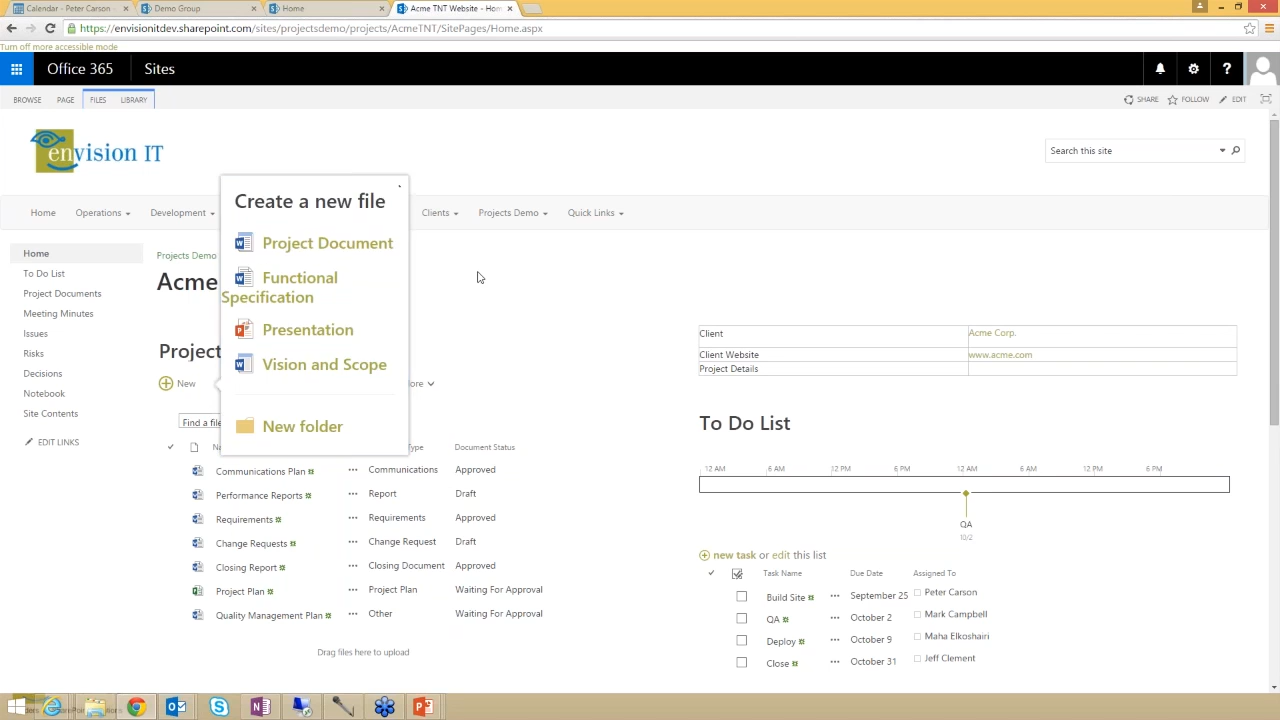 Calendar - Peter Carson -
Demo Group
Home
Acme TNT Website - Hom
https://envisionitdev.sharepoint.com/sites/projectsdemo/projects/AcmeTNT/SitePages/Home.aspx
Turn off more accessible mode
Office 365
Sites
?
BROWSE
PAGE
FILES
LIBRARY
SHARE
FOLLOW
EDIT
envision IT
Search this site
Home
Operations
Development
Clients
Projects Demo
Quick Links
Create a new file
Project Document
Functional
Specification
Presentation
Vision and Scope
New folder
Home
To Do List
Project Documents
Meeting Minutes
Issues
Risks
Decisions
Notebook
Site Contents
EDIT LINKS
Projects Demo
Acme
Project
New
ore
Find a file
Na
Type
Document Status
Communications Plan
Communications
Approved
Performance Reports
Report
Draft
Requirements
Requirements
Approved
Change Requests
Change Request
Draft
Closing Report
Closing Document
Approved
Project Plan
Project Plan
Waiting For Approval
Quality Management Plan
Other
Waiting For Approval
Drag files here to upload
Client
Acme Corp.
Client Website
www.acme.com
Project Details
To Do List
12 AM
6 AM
12 PM
6 PM
12 AM
6 AM
12 PM
6 PM
QA
10/2
new task or edit this list
Task Name
Due Date
Assigned To
Build Site
September 25
Peter Carson
QA
October 2
Mark Campbell
Deploy
October 9
Maha Elkoshairi
Close
October 31
Jeff Clement